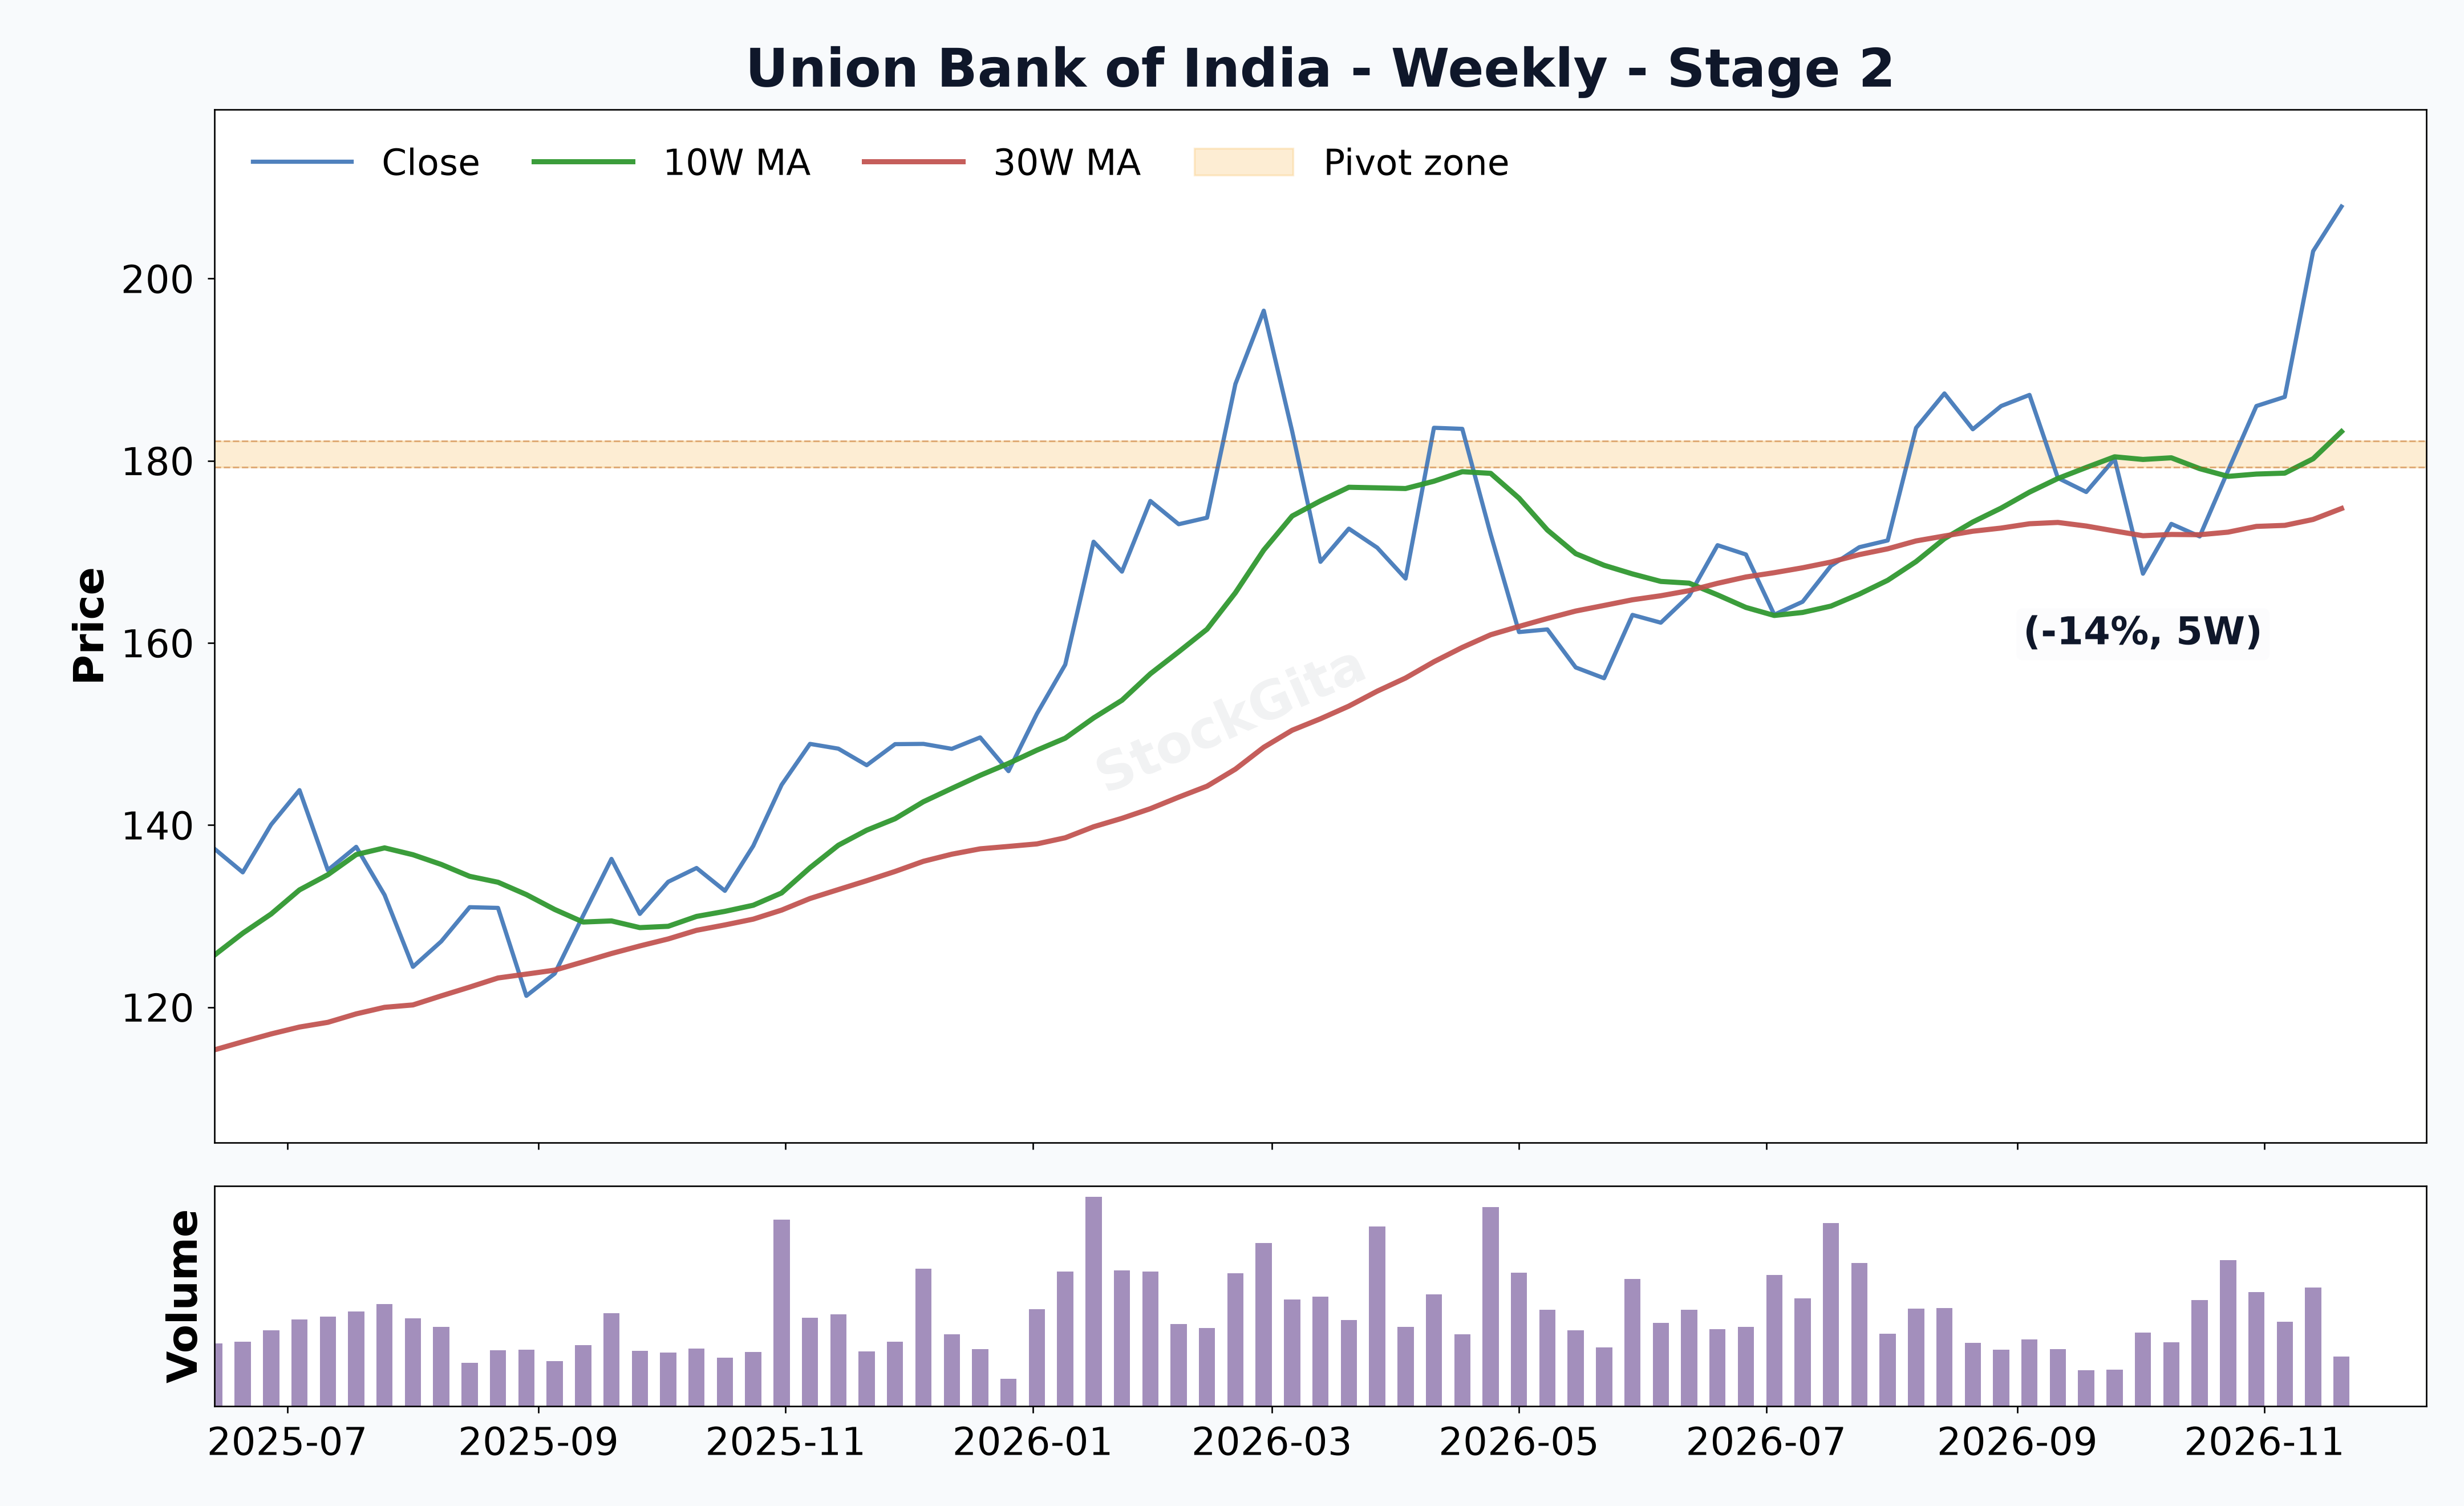 Union Bank of India - Weekly - Stage 2
Close 10W MA 30W MA Pivot zone
200
180
160
140
120
Price
(-14%, 5W)
StockGita
Volume
2025-07 2025-09 2025-11 2026-01 2026-03 2026-05 2026-07 2026-09 2026-11